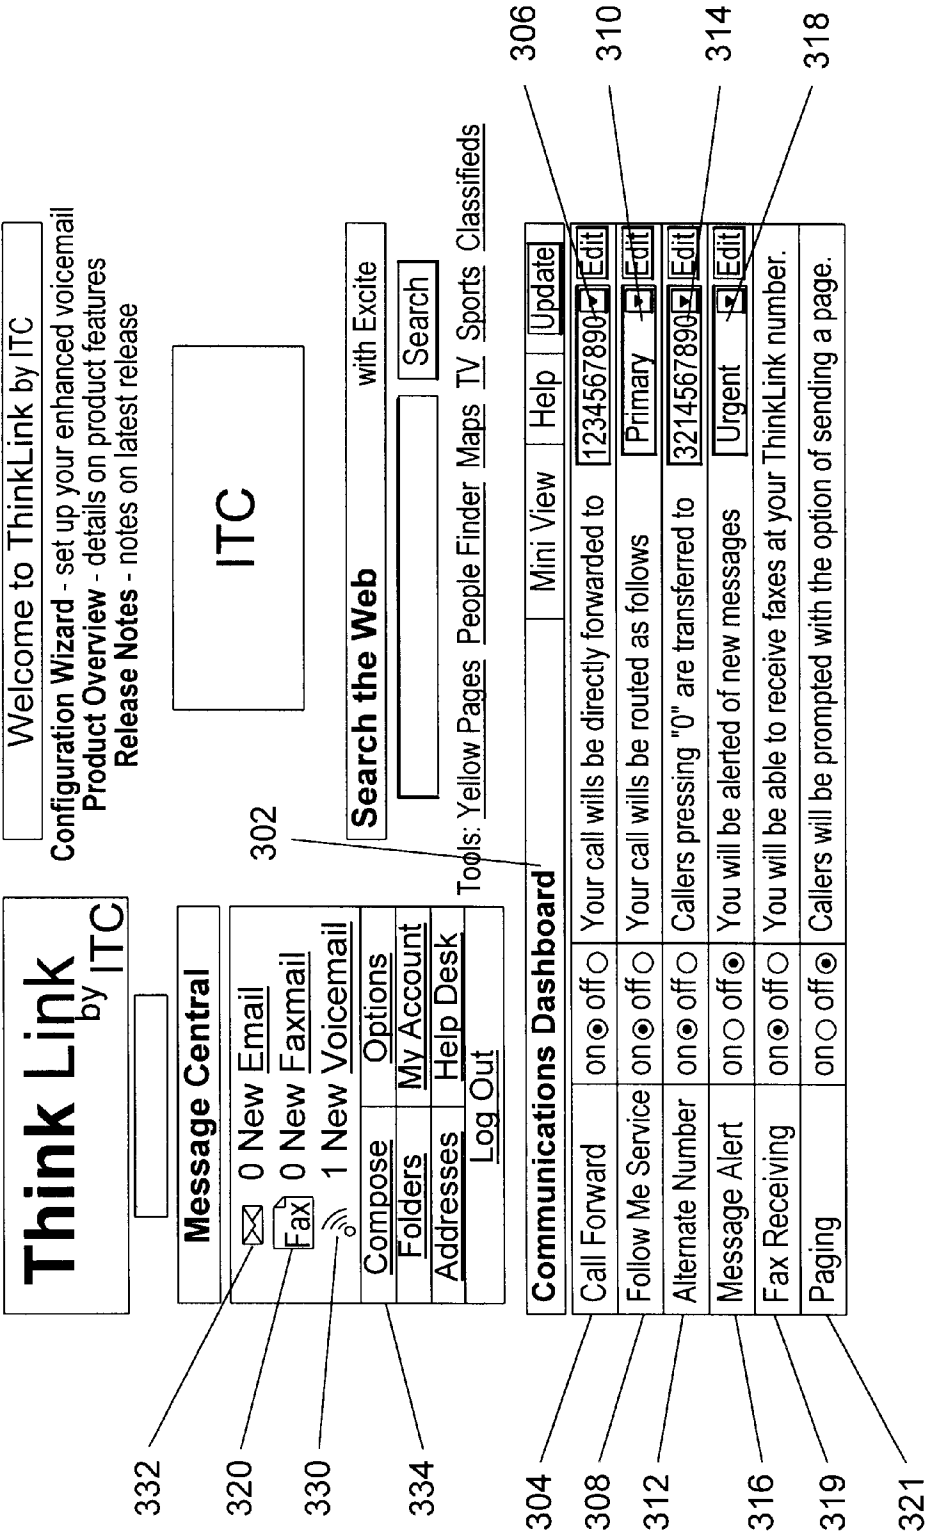 Think Link
by ITC
Welcome to ThinkLink by ITC
Configuration Wizard - set up your enhanced voicemail
Product Overview - details on product features
Release Notes - notes on latest release
Message Central
332
0 New Email
320
Fax 0 New Faxmail
330
1 New Voicemail
334
Compose Options
Folders My Account
Addresses Help Desk
Log Out
ITC
302
Search the Web with Excite
Search
Tools: Yellow Pages People Finder Maps TV Sports Classifieds
Communications Dashboard Mini View Help Update
304 Call Forward on off Your call wills be directly forwarded to 1234567890 Edit 306
308 Follow Me Service on off Your call wills be routed as follows Primary Edit 310
312 Alternate Number on off Callers pressing "0" are transferred to 3214567890 Edit 314
316 Message Alert on off You will be alerted of new messages Urgent Edit 318
319 Fax Receiving on off You will be able to receive faxes at your ThinkLink number.
321 Paging on off Callers will be prompted with the option of sending a page.